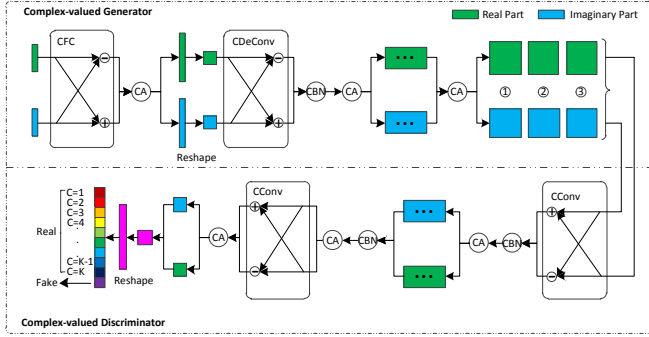 Complex-valued Generator
Real Part
Imaginary Part
CFC
CDeConv
CA
CBN
CA
CA
① ② ③
Reshape
CConv
CConv
C=1
C=2
C=3
C=4
Real
.
.
C=K-1
C=K
Fake
Reshape
CA
CA
CBN
CA
CBN
Complex-valued Discriminator